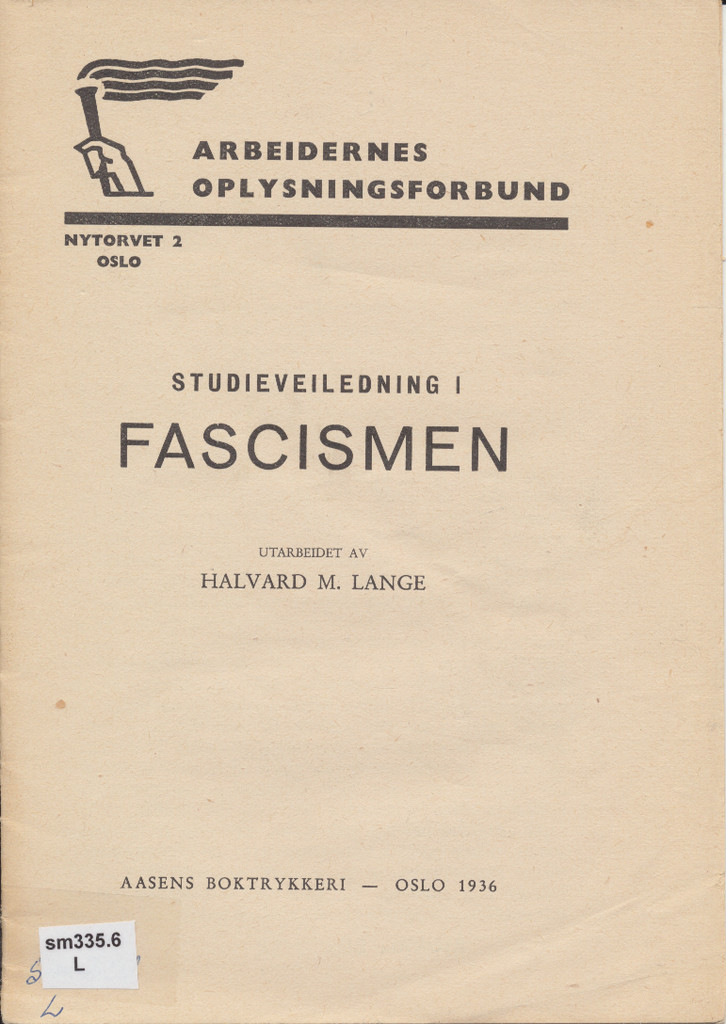 ARBEIDERNES
OPLYSNINGSFORBUND
NYTORVET 2
OSLO
STUDIEVEILEDNING I
FASCISMEN
UTARBEIDET AV
HALVARD M. LANGE
AASENS BOKTRYKKERI — OSLO 1936
sm335.6
L
L